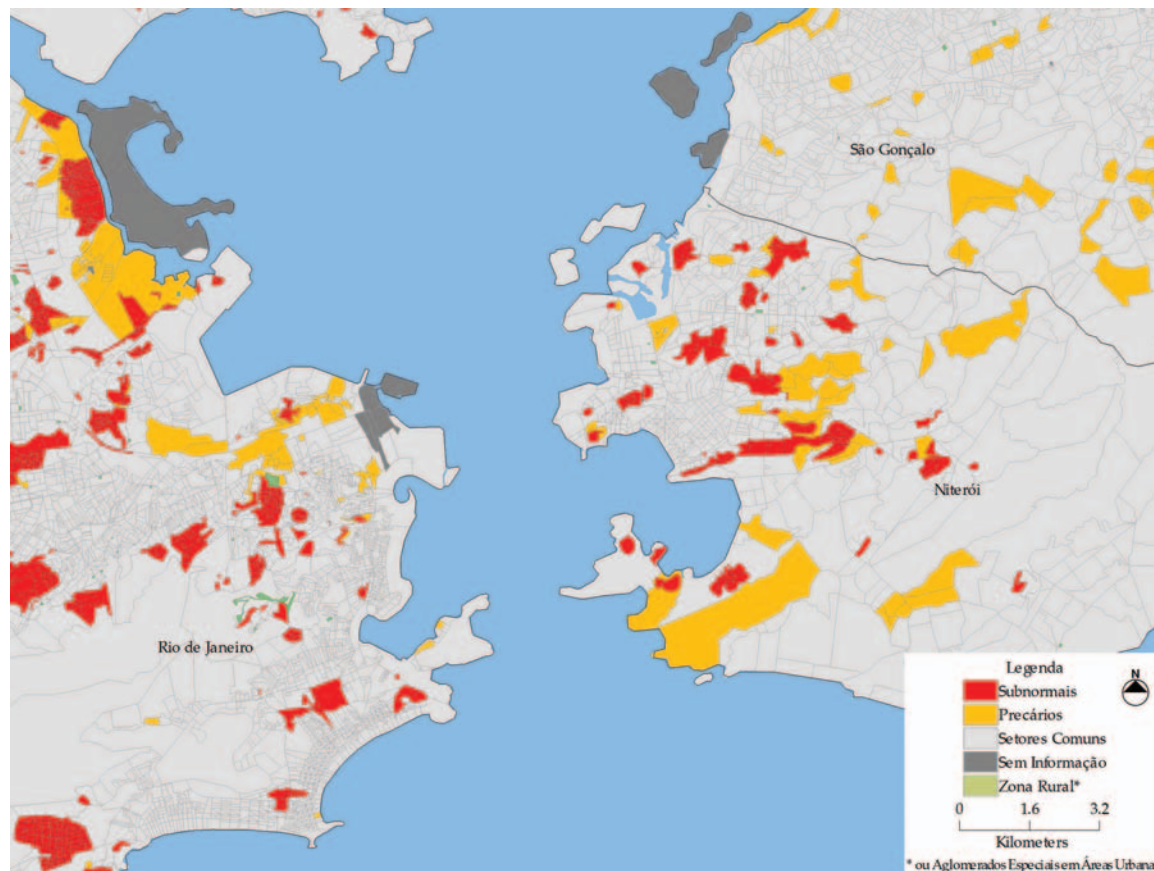 São Gonçalo
Niterói
Rio de Janeiro
Legenda
N
Subnormais
Precários
Setores Comuns
Sem Informação
Zona Rural*
0 1.6 3.2
Kilometers
* ou Aglomerados Especiais em Áreas Urbana